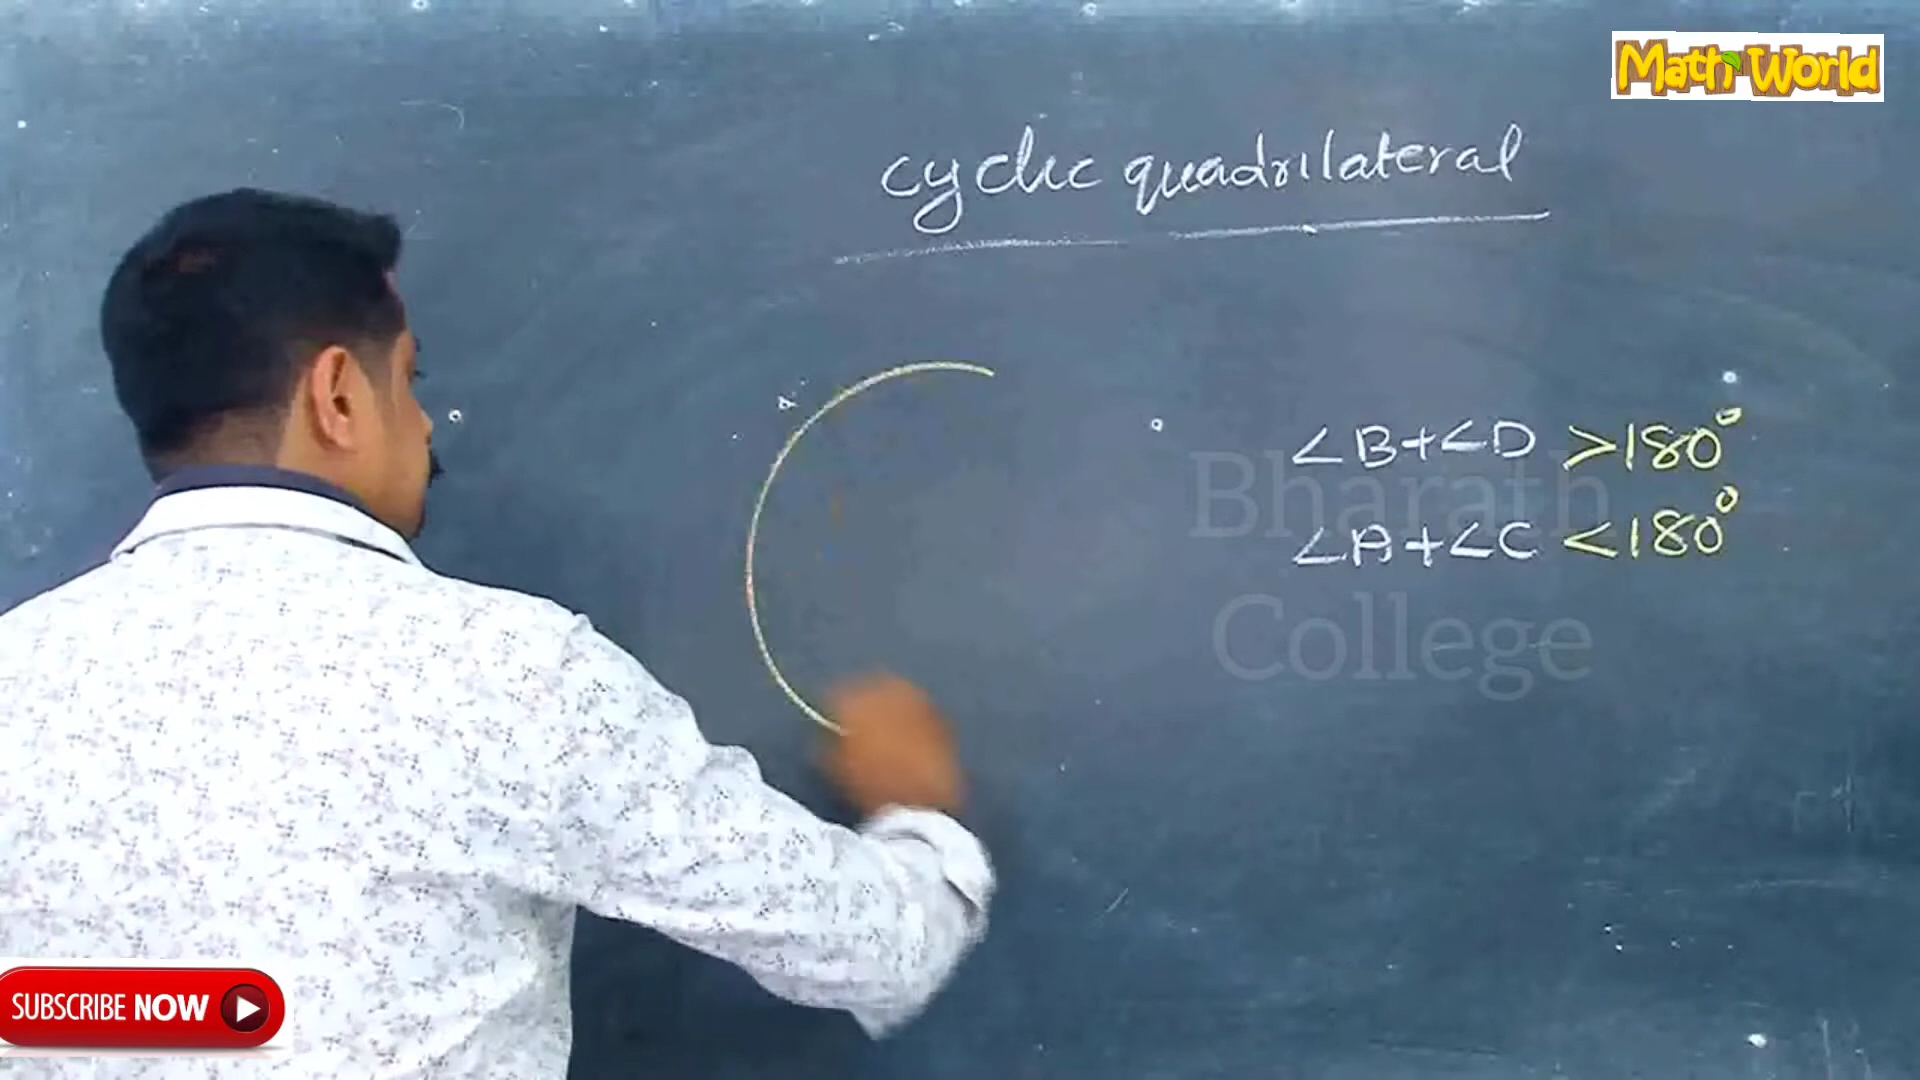 Math World
cyclic quadrilateral
∠B+∠D >180°
∠A+∠C <180°
Bharath
College
SUBSCRIBE NOW